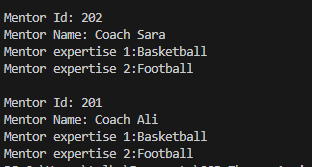 Mentor Id: 202
Mentor Name: Coach Sara
Mentor expertise 1:Basketball
Mentor expertise 2:Football

Mentor Id: 201
Mentor Name: Coach Ali
Mentor expertise 1:Basketball
Mentor expertise 2:Football